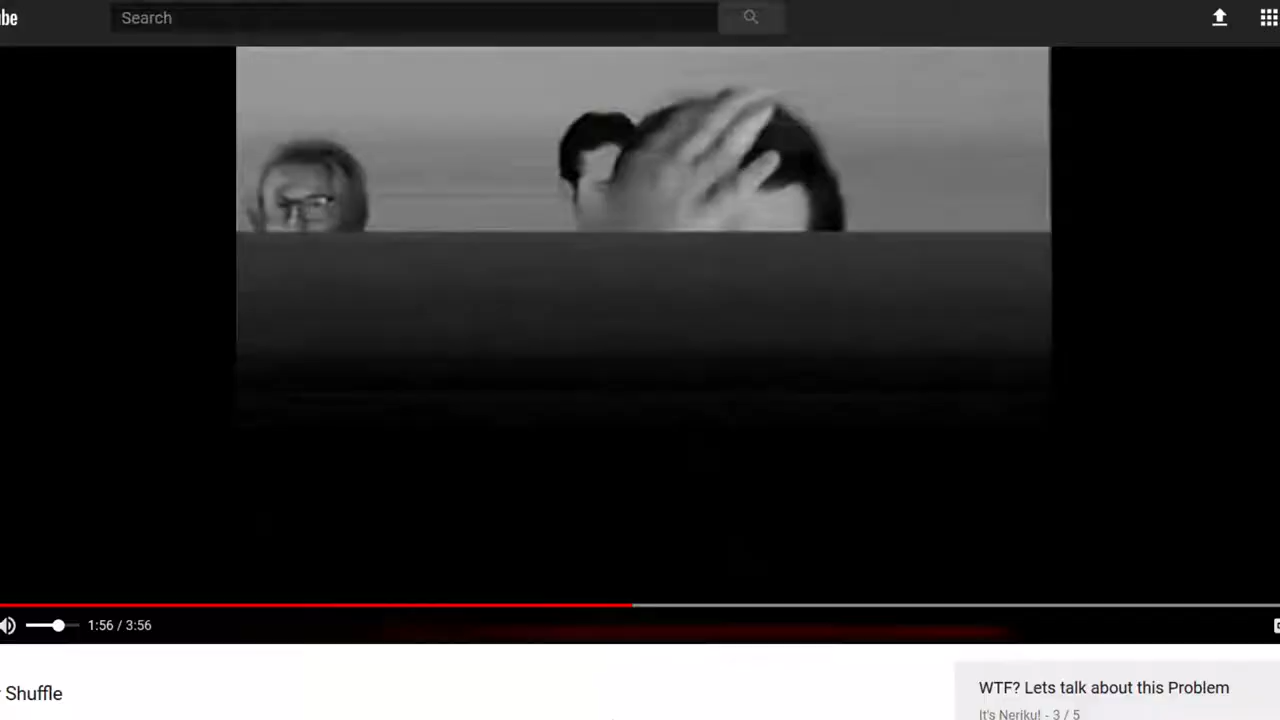 be
Search
1:56 / 3:56
Shuffle
WTF? Lets talk about this Problem
It's Neriku! - 3 / 5